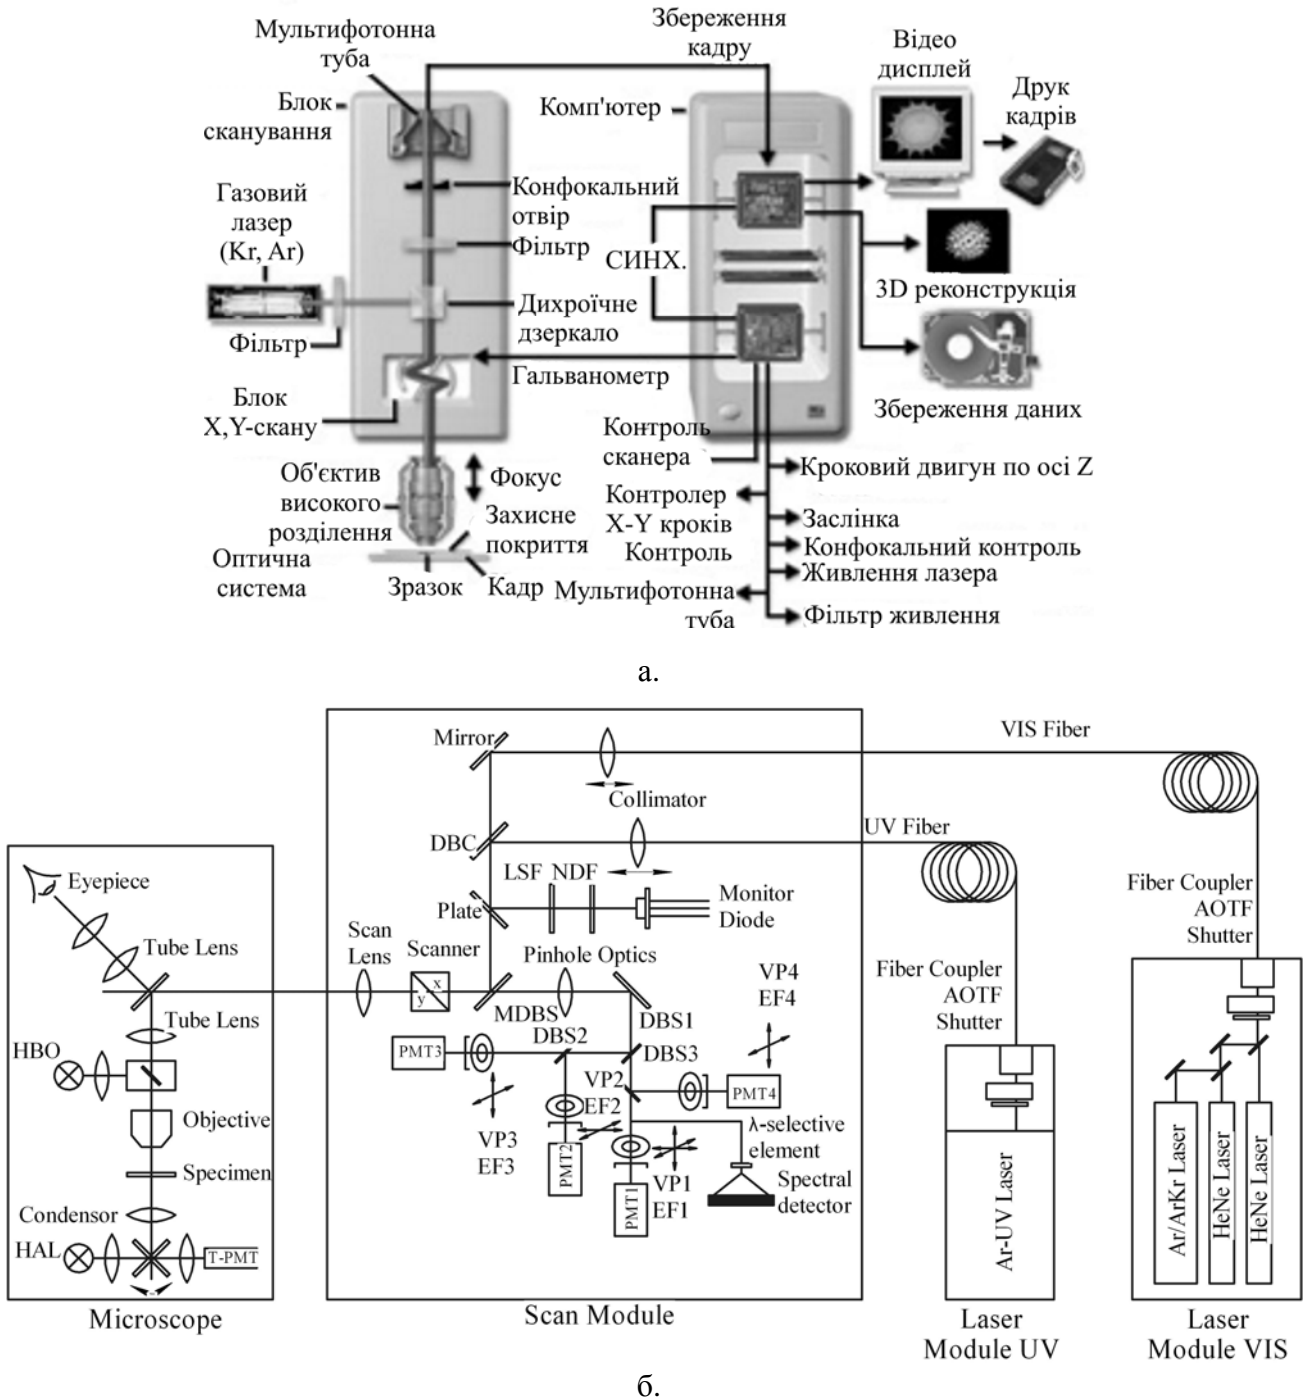 Мультифотонна
туба
Збереження
кадру
Відео
дисплей
Друк
кадрів
Блок
сканування
Комп'ютер
Газовий
лазер
(Kr, Ar)
Конфокальний
отвір
Фільтр
СИНХ.
3D реконструкція
Дихроїчне
дзеркало
Фільтр
Гальванометр
Блок
X,Y-скану
Збереження даних
Контроль
сканера
Кроковий двигун по осі Z
Об'єктив
високого
розділення
Фокус
Захисне
покриття
Контролер
X-Y кроків
Контроль
Заслінка
Конфокальний контроль
Живлення лазера
Оптична
система
Зразок
Кадр
Мультифотонна
туба
Фільтр живлення
а.
Mirror
VIS Fiber
Collimator
DBC
UV Fiber
LSF
NDF
Eyepiece
Plate
Monitor
Diode
Fiber Coupler
AOTF
Shutter
Tube Lens
Scan
Lens
Scanner
Pinhole Optics
x
y
VP4
EF4
Fiber Coupler
AOTF
Shutter
MDBS
DBS1
Tube Lens
DBS2
DBS3
HBO
PMT3
VP2
EF2
PMT4
Objective
VP3
EF3
λ-selective
element
Specimen
PMT2
VP1
EF1
Spectral
detector
Condensor
PMT1
HAL
T-PMT
Ar-UV Laser
Ar/ArKr Laser
HeNe Laser
HeNe Laser
Microscope
Scan Module
Laser
Module UV
Laser
Module VIS
б.